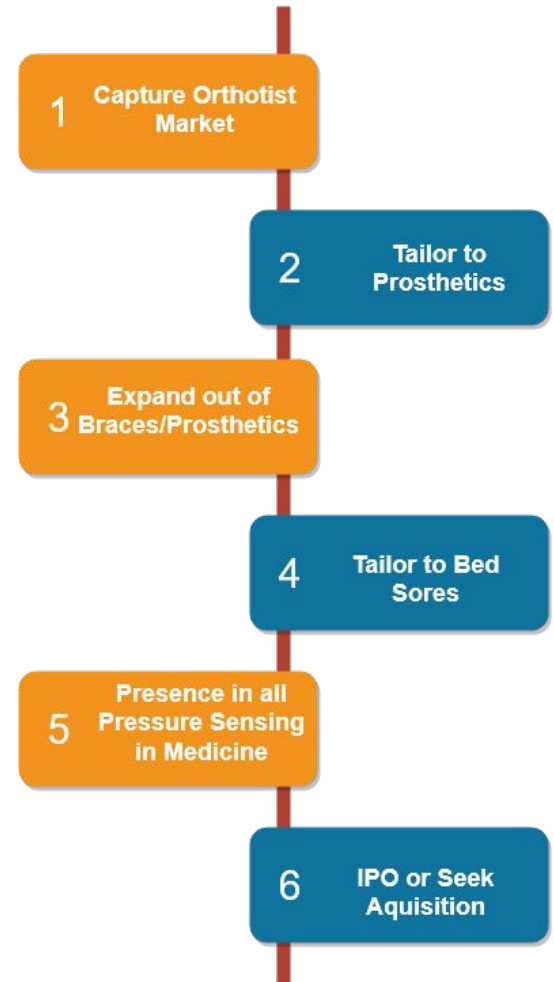 1
Capture Orthotist
Market
2
Tailor to
Prosthetics
3
Expand out of
Braces/Prosthetics
4
Tailor to Bed
Sores
5
Presence in all
Pressure Sensing
in Medicine
6
IPO or Seek
Aquisition